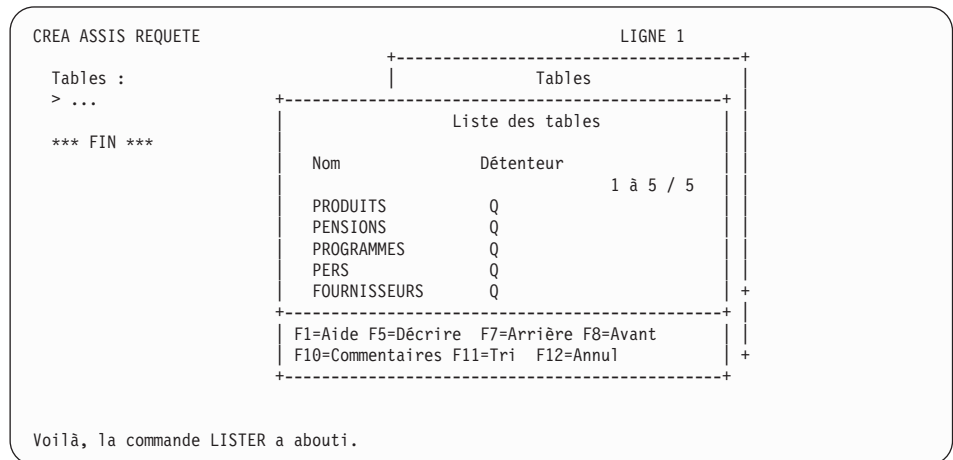 CREA ASSIS REQUETE LIGNE 1
Tables :
> ...
*** FIN ***
Tables
Liste des tables
Nom Détenteur
1 à 5 / 5
PRODUITS Q
PENSIONS Q
PROGRAMMES Q
PERS Q
FOURNISSEURS Q
F1=Aide F5=Décrire F7=Arrière F8=Avant
F10=Commentaires F11=Tri F12=Annul
Voilà, la commande LISTER a abouti.